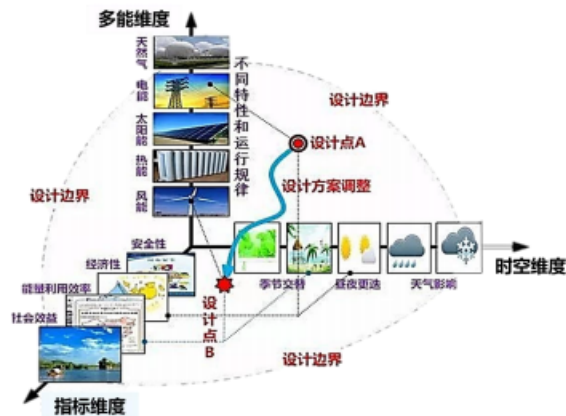 多能维度
天然气
电能
太阳能
热能
风能
不同特性和运行规律
设计边界
设计点A
设计方案调整
设计边界
安全性
经济性
能量利用效率
社会效益
设计点B
季节交替
昼夜更迭
天气影响
时空维度
设计边界
指标维度